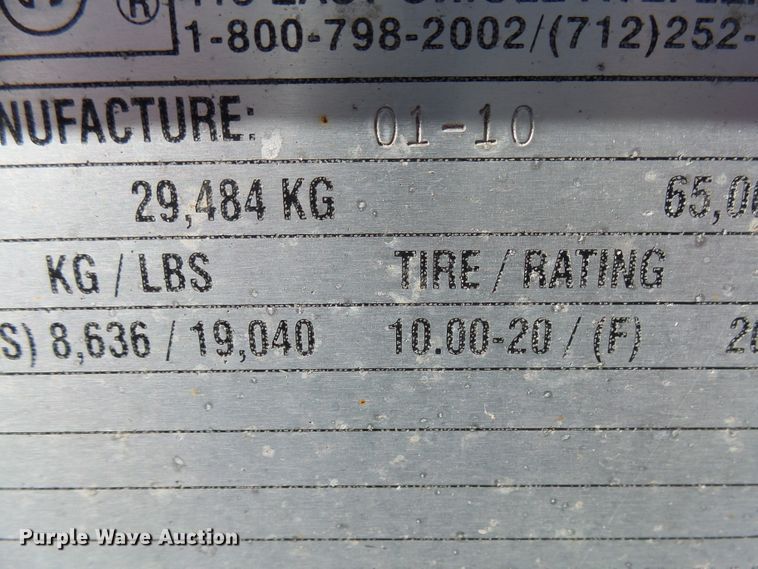 ®
1-800-798-2002/(712)252-
NUFACTURE: 01-10
29,484 KG 65,0
KG / LBS TIRE / RATING
S) 8,636 / 19,040 10.00-20 / (F) 20
Purple Wave Auction